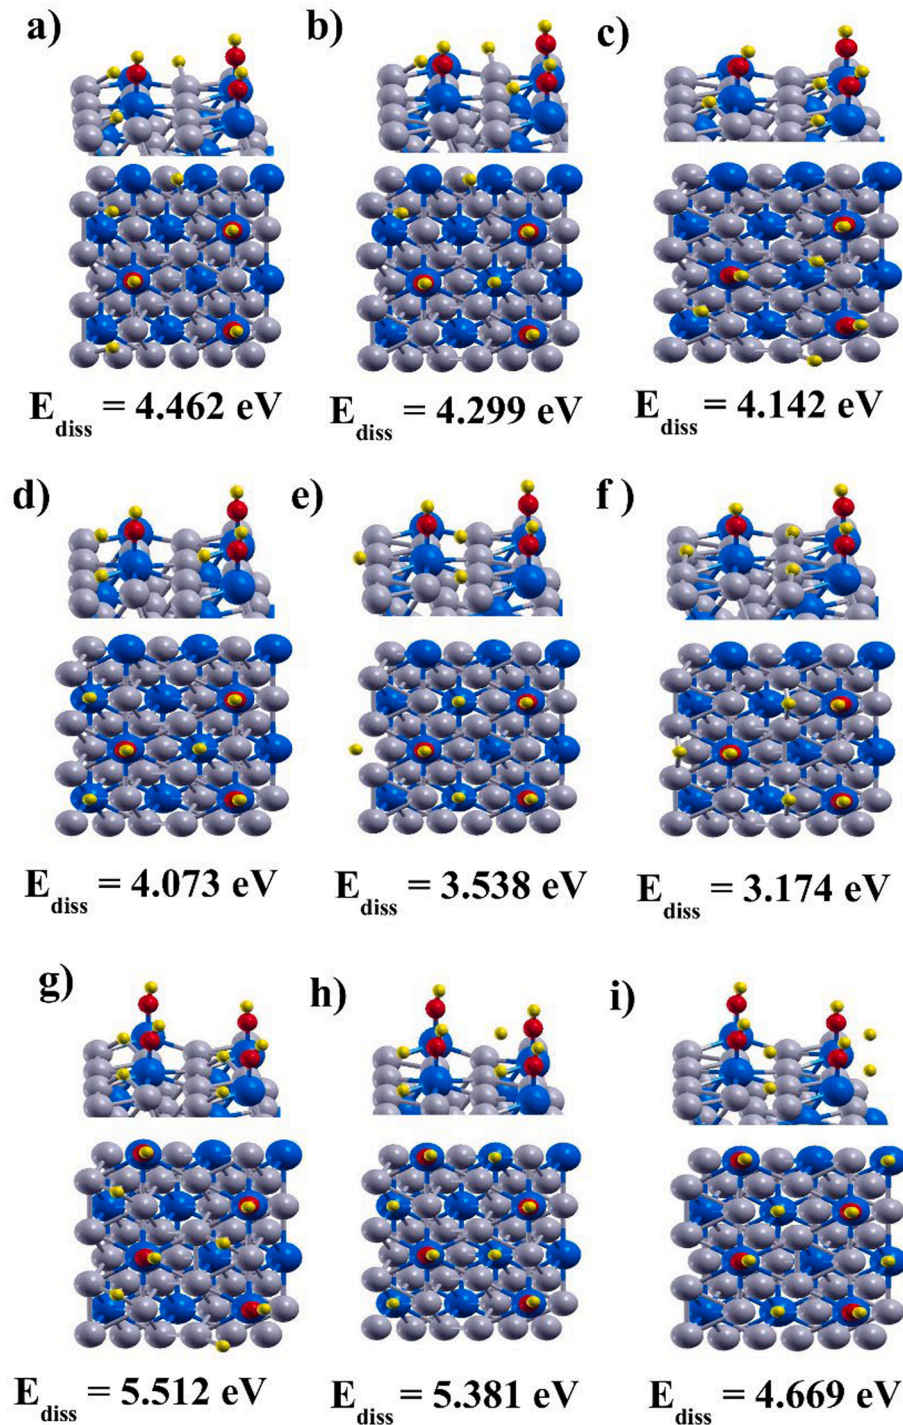 a) b) c)
E_diss = 4.462 eV E_diss = 4.299 eV E_diss = 4.142 eV
d) e) f )
E_diss = 4.073 eV E_diss = 3.538 eV E_diss = 3.174 eV
g) h) i)
E_diss = 5.512 eV E_diss = 5.381 eV E_diss = 4.669 eV